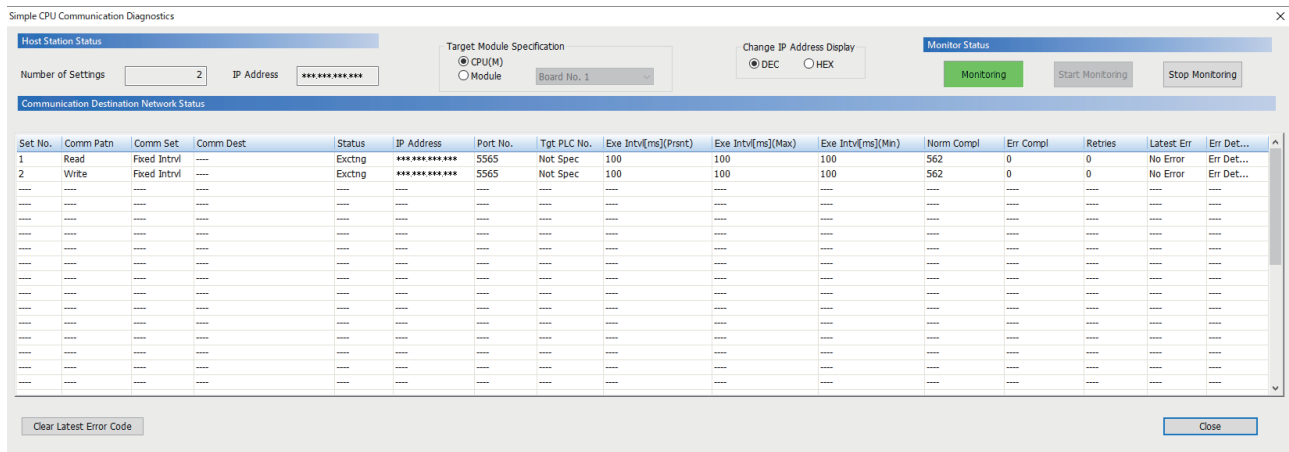 Simple CPU Communication Diagnostics
Host Station Status
Number of Settings 2 IP Address ***.***.***.***
Target Module Specification
CPU(M)
Module Board No. 1
Change IP Address Display
DEC HEX
Monitor Status
Monitoring Start Monitoring Stop Monitoring
Communication Destination Network Status
Set No. Comm Patn Comm Set Comm Dest Status IP Address Port No. Tgt PLC No. Exe Intvl[ms](Prsnt) Exe Intvl[ms](Max) Exe Intvl[ms](Min) Norm Compl Err Compl Retries Latest Err Err Det...
1 Read Fixed Intrvl ---- Exctng ***.***.***.*** 5565 Not Spec 100 100 100 562 0 0 No Error Err Det...
2 Write Fixed Intrvl ---- Exctng ***.***.***.*** 5565 Not Spec 100 100 100 562 0 0 No Error Err Det...
---- ---- ---- ---- ---- ---- ---- ---- ---- ---- ---- ---- ---- ---- ---- ----
---- ---- ---- ---- ---- ---- ---- ---- ---- ---- ---- ---- ---- ---- ---- ----
---- ---- ---- ---- ---- ---- ---- ---- ---- ---- ---- ---- ---- ---- ---- ----
---- ---- ---- ---- ---- ---- ---- ---- ---- ---- ---- ---- ---- ---- ---- ----
---- ---- ---- ---- ---- ---- ---- ---- ---- ---- ---- ---- ---- ---- ---- ----
---- ---- ---- ---- ---- ---- ---- ---- ---- ---- ---- ---- ---- ---- ---- ----
---- ---- ---- ---- ---- ---- ---- ---- ---- ---- ---- ---- ---- ---- ---- ----
---- ---- ---- ---- ---- ---- ---- ---- ---- ---- ---- ---- ---- ---- ---- ----
---- ---- ---- ---- ---- ---- ---- ---- ---- ---- ---- ---- ---- ---- ---- ----
---- ---- ---- ---- ---- ---- ---- ---- ---- ---- ---- ---- ---- ---- ---- ----
---- ---- ---- ---- ---- ---- ---- ---- ---- ---- ---- ---- ---- ---- ---- ----
---- ---- ---- ---- ---- ---- ---- ---- ---- ---- ---- ---- ---- ---- ---- ----
---- ---- ---- ---- ---- ---- ---- ---- ---- ---- ---- ---- ---- ---- ---- ----
---- ---- ---- ---- ---- ---- ---- ---- ---- ---- ---- ---- ---- ---- ---- ----
Clear Latest Error Code Close